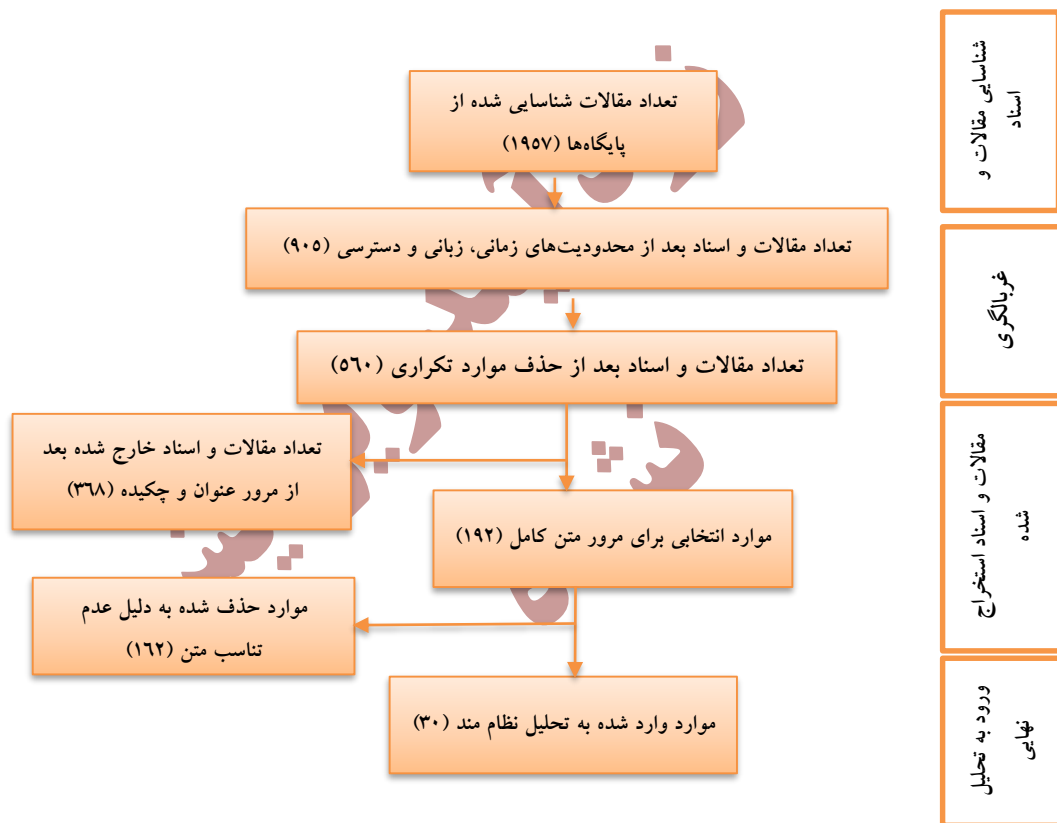 شناسایی مقالات و
اسناد
تعداد مقالات شناسایی شده از
پایگاه‌ها (۱۹۵۷)
غربالگری
تعداد مقالات و اسناد بعد از محدودیت‌های زمانی، زبانی و دسترسی (۹۰۵)
تعداد مقالات و اسناد بعد از حذف موارد تکراری (۵۶۰)
مقالات و اسناد استخراج
شده
تعداد مقالات و اسناد خارج شده بعد
از مرور عنوان و چکیده (۳۶۸)
موارد انتخابی برای مرور متن کامل (۱۹۲)
موارد حذف شده به دلیل عدم
تناسب متن (۱۶۲)
ورود به تحلیل
نهایی
موارد وارد شده به تحلیل نظام مند (۳۰)